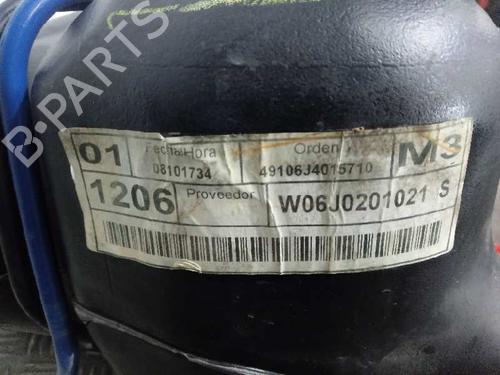 B-PARTS
01 Fecha/Hora Orden M3
08101734 49106J4015710
1206 Proveedor W06J0201021 S